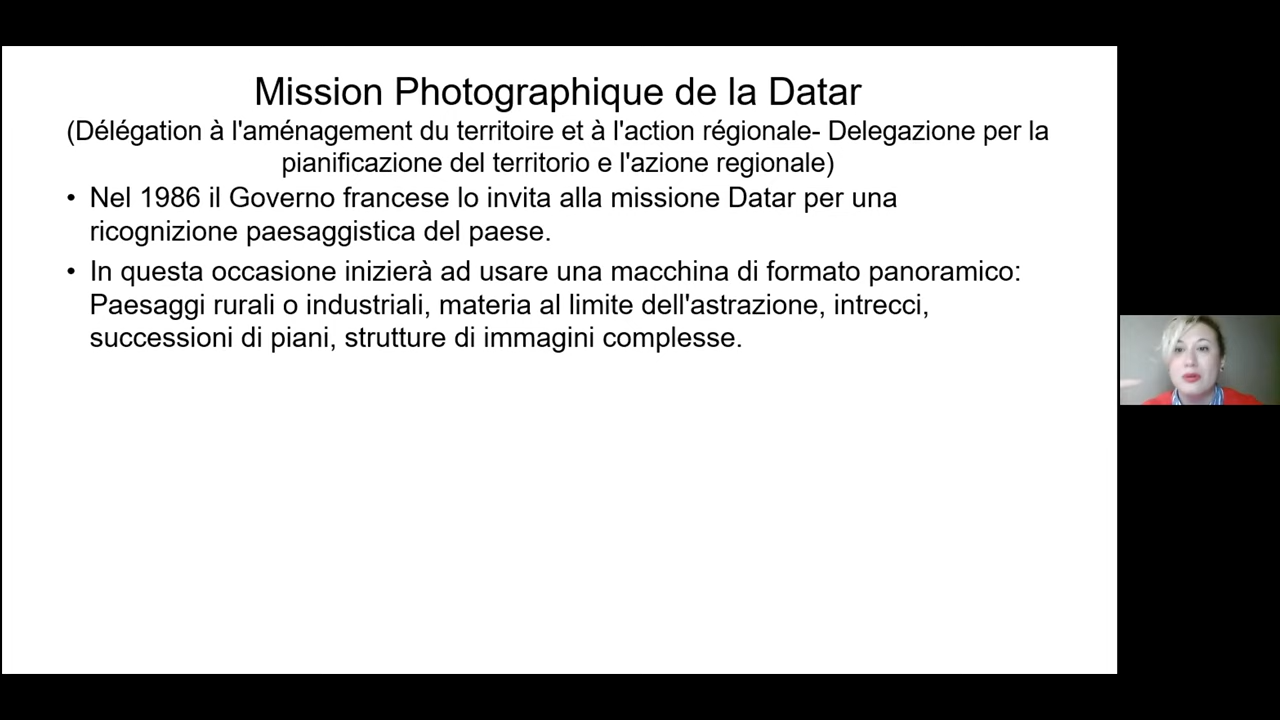 Mission Photographique de la Datar
(Délégation à l'aménagement du territoire et à l'action régionale- Delegazione per la
pianificazione del territorio e l'azione regionale)
• Nel 1986 il Governo francese lo invita alla missione Datar per una
ricognizione paesaggistica del paese.
• In questa occasione inizierà ad usare una macchina di formato panoramico:
Paesaggi rurali o industriali, materia al limite dell'astrazione, intrecci,
successioni di piani, strutture di immagini complesse.